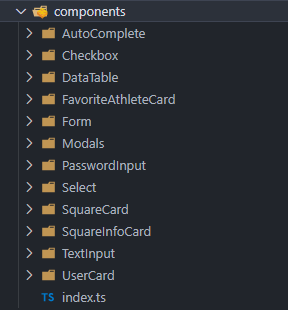 components
AutoComplete
Checkbox
DataTable
FavoriteAthleteCard
Form
Modals
PasswordInput
Select
SquareCard
SquareInfoCard
TextInput
UserCard
TS index.ts